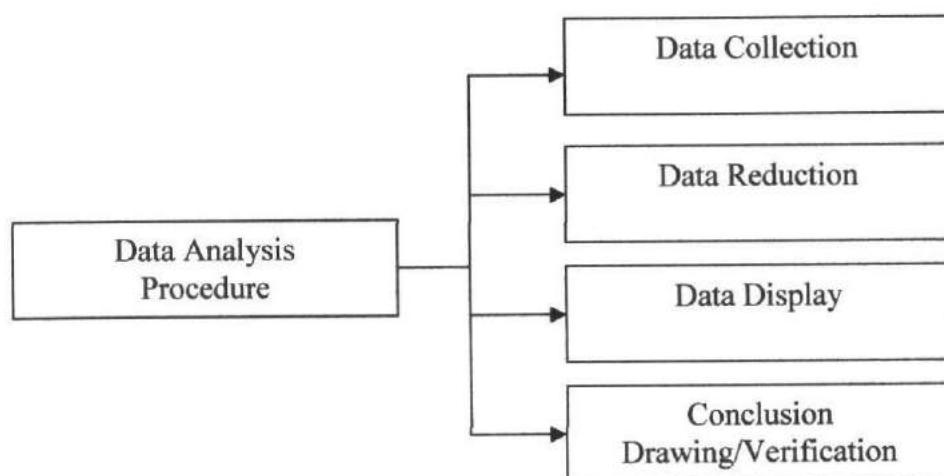 Data Collection
Data Reduction
Data Analysis
Procedure
Data Display
Conclusion
Drawing/Verification